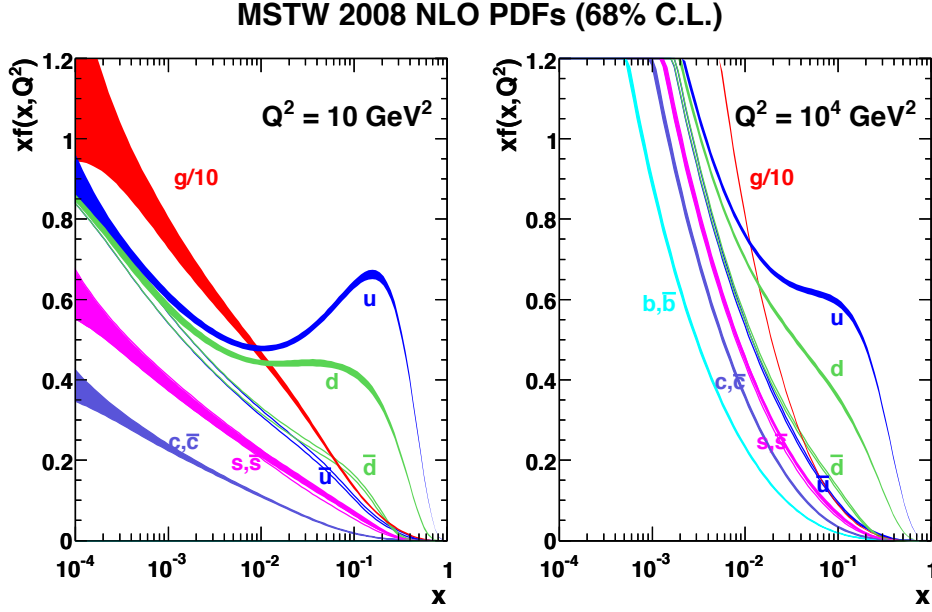 MSTW 2008 NLO PDFs (68% C.L.)
xf(x,Q²)
Q² = 10 GeV²
1.2
1
0.8
0.6
0.4
0.2
0
g/10
u
d
c,c̄
s,s̄
ū
d̄
10⁻⁴
10⁻³
10⁻²
10⁻¹
1
x
xf(x,Q²)
Q² = 10⁴ GeV²
1.2
1
0.8
0.6
0.4
0.2
0
g/10
b,b̄
u
d
c,c̄
s,s̄
d̄
ū
10⁻⁴
10⁻³
10⁻²
10⁻¹
1
x